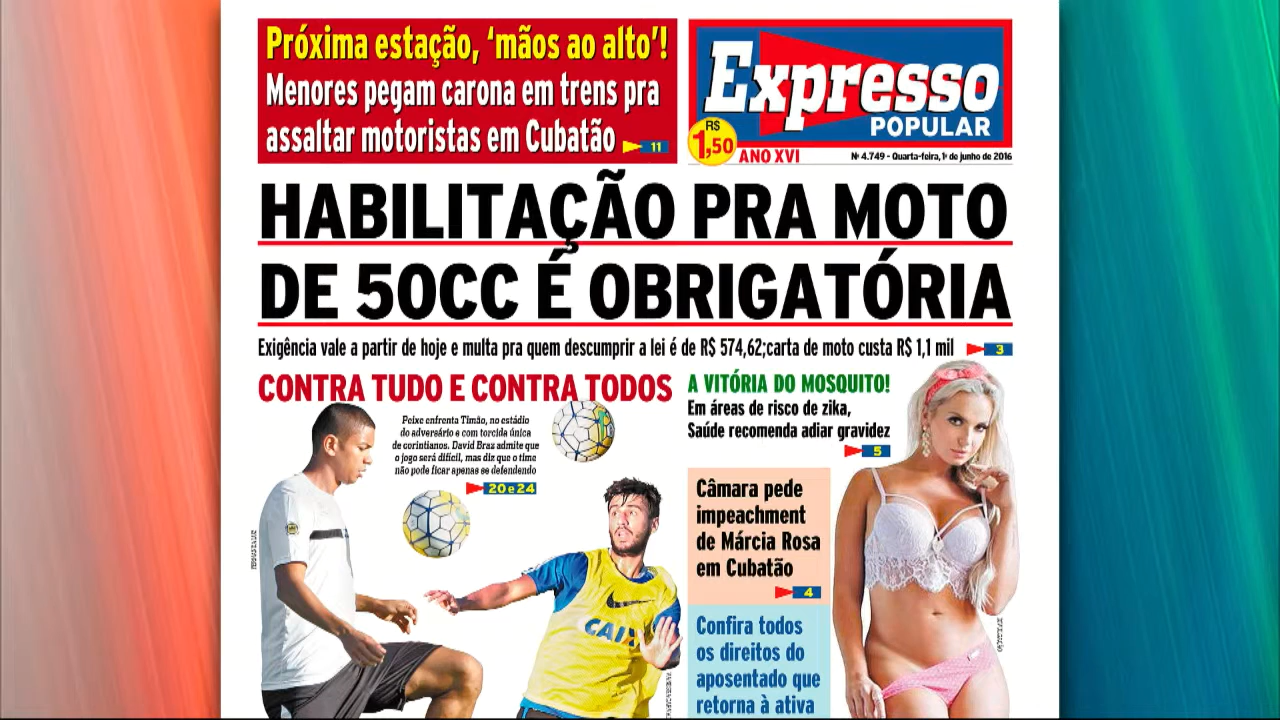 Próxima estação, 'mãos ao alto'!
Menores pegam carona em trens pra
assaltar motoristas em Cubatão 11
Expresso
POPULAR
R$
1,50
ANO XVI
Nº 4.749 - Quarta-feira, 1º de junho de 2016
HABILITAÇÃO PRA MOTO
DE 50CC É OBRIGATÓRIA
Exigência vale a partir de hoje e multa pra quem descumprir a lei é de R$ 574,62;carta de moto custa R$ 1,1 mil 3
CONTRA TUDO E CONTRA TODOS
Peixe enfrenta Timão, no estádio
do adversário e com torcida única
de corintianos. David Braz admite que
o jogo será difícil, mas diz que o time
não pode ficar apenas se defendendo
20 e 24
A VITÓRIA DO MOSQUITO!
Em áreas de risco de zika,
Saúde recomenda adiar gravidez
5
Câmara pede
impeachment
de Márcia Rosa
em Cubatão
4
Confira todos
os direitos do
aposentado que
retorna à ativa
CAIXA
DIVULGAÇÃO